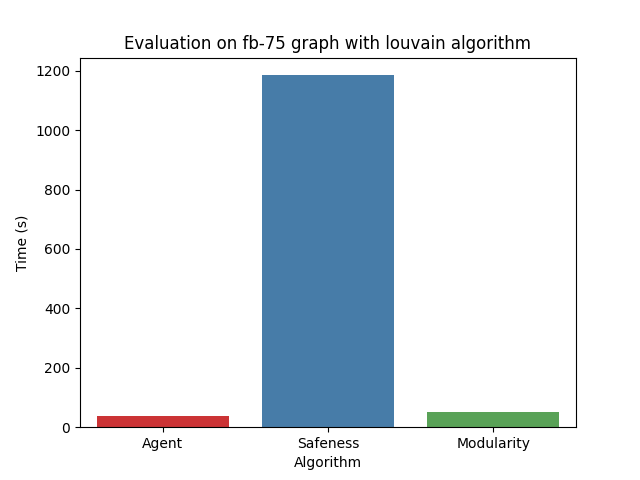 Evaluation on fb-75 graph with louvain algorithm
1200
1000
800
600
400
200
0
Time (s)
Agent
Safeness
Modularity
Algorithm